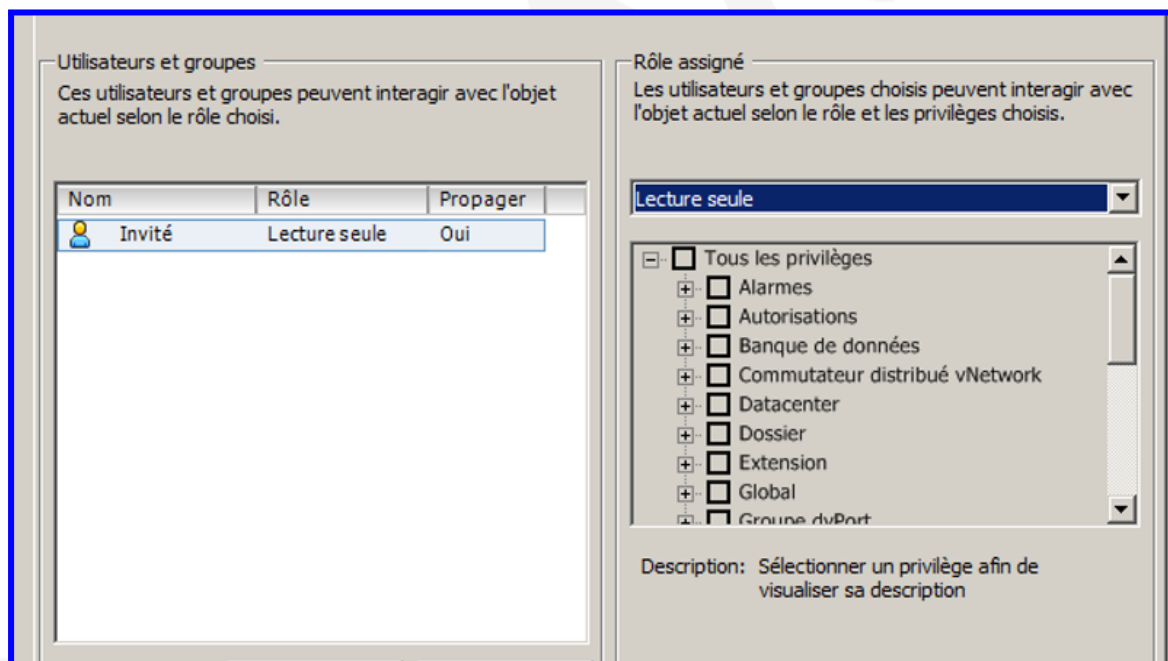 Utilisateurs et groupes
Ces utilisateurs et groupes peuvent interagir avec l'objet
actuel selon le rôle choisi.
Nom Rôle Propager
Invité Lecture seule Oui
Rôle assigné
Les utilisateurs et groupes choisis peuvent interagir avec
l'objet actuel selon le rôle et les privilèges choisis.
Lecture seule
Tous les privilèges
Alarmes
Autorisations
Banque de données
Commutateur distribué vNetwork
Datacenter
Dossier
Extension
Global
Groupe dvPort
Description: Sélectionner un privilège afin de
visualiser sa description